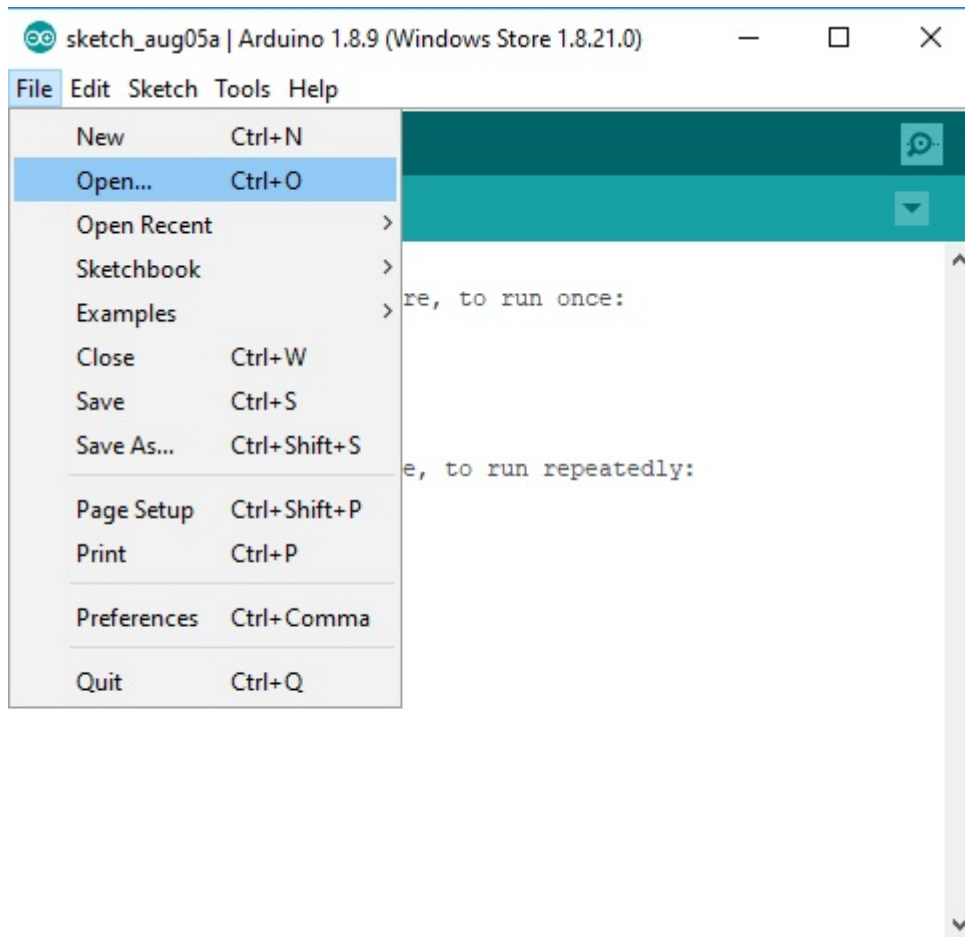 sketch_aug05a | Arduino 1.8.9 (Windows Store 1.8.21.0)
File Edit Sketch Tools Help
New Ctrl+N
Open... Ctrl+O
Open Recent
Sketchbook
Examples
re, to run once:
Close Ctrl+W
Save Ctrl+S
Save As... Ctrl+Shift+S
e, to run repeatedly:
Page Setup Ctrl+Shift+P
Print Ctrl+P
Preferences Ctrl+Comma
Quit Ctrl+Q